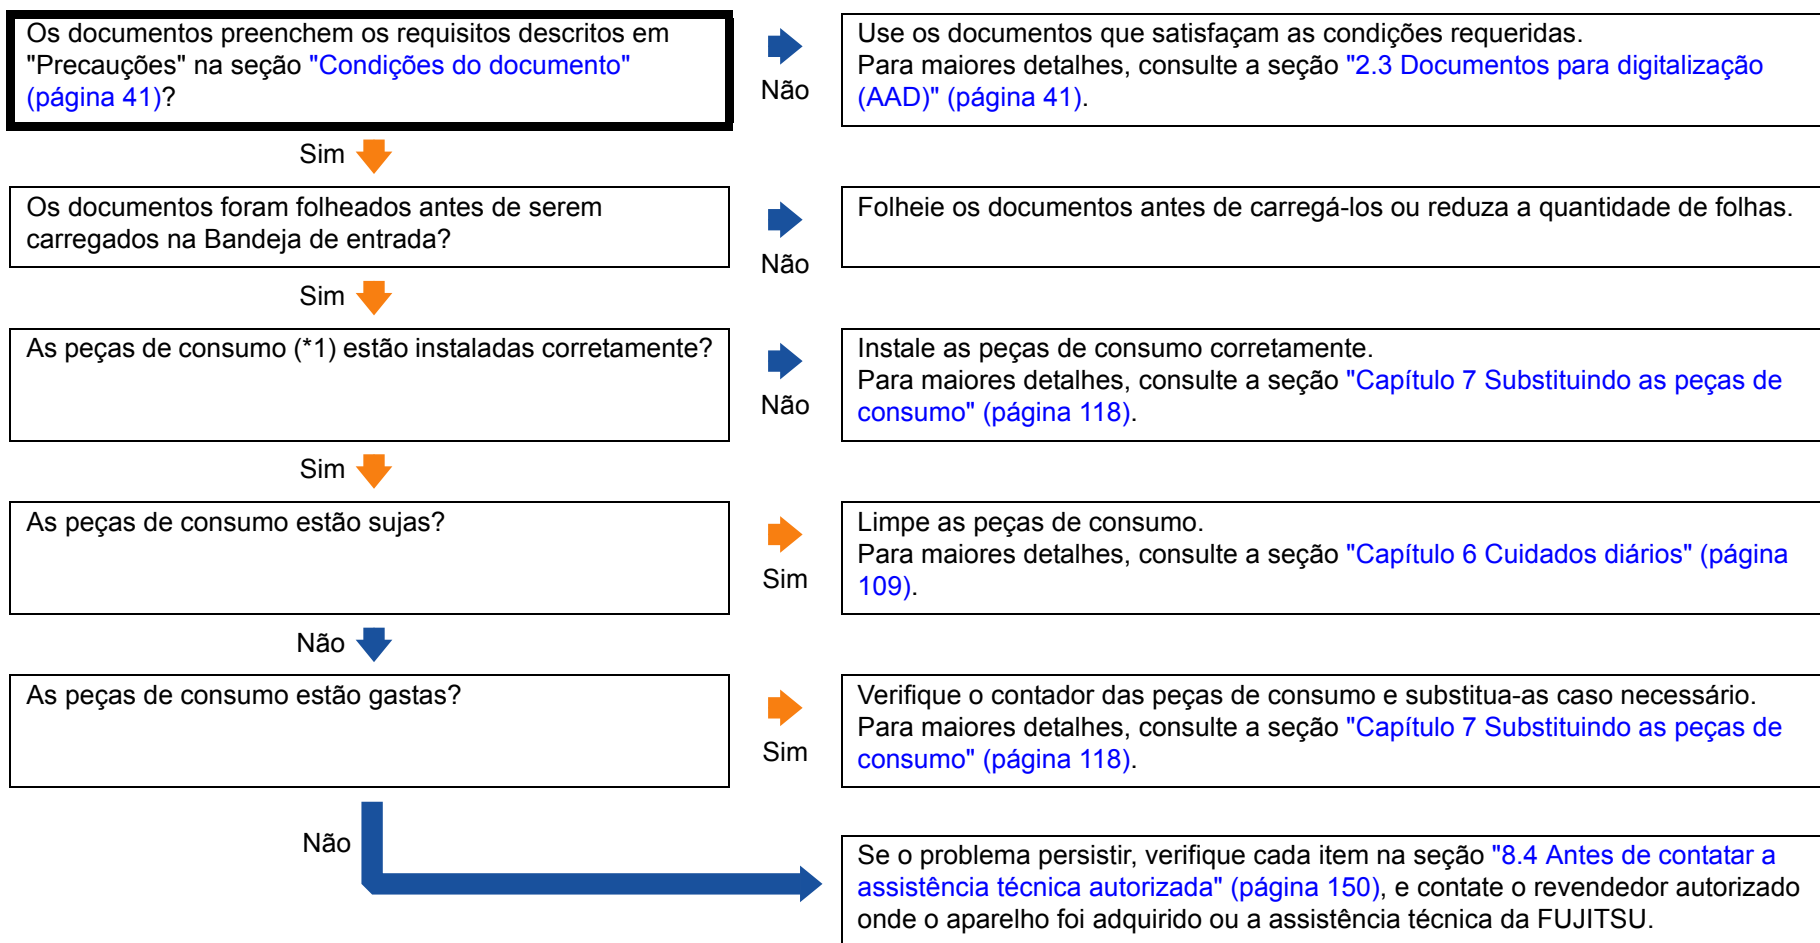 Os documentos preenchem os requisitos descritos em
"Precauções" na seção "Condições do documento"
(página 41)?
Não
Use os documentos que satisfaçam as condições requeridas.
Para maiores detalhes, consulte a seção "2.3 Documentos para digitalização
(AAD)" (página 41).
Sim
Os documentos foram folheados antes de serem
carregados na Bandeja de entrada?
Não
Folheie os documentos antes de carregá-los ou reduza a quantidade de folhas.
Sim
As peças de consumo (*1) estão instaladas corretamente?
Não
Instale as peças de consumo corretamente.
Para maiores detalhes, consulte a seção "Capítulo 7 Substituindo as peças de
consumo" (página 118).
Sim
As peças de consumo estão sujas?
Sim
Limpe as peças de consumo.
Para maiores detalhes, consulte a seção "Capítulo 6 Cuidados diários" (página
109).
Não
As peças de consumo estão gastas?
Sim
Verifique o contador das peças de consumo e substitua-as caso necessário.
Para maiores detalhes, consulte a seção "Capítulo 7 Substituindo as peças de
consumo" (página 118).
Não
Se o problema persistir, verifique cada item na seção "8.4 Antes de contatar a
assistência técnica autorizada" (página 150), e contate o revendedor autorizado
onde o aparelho foi adquirido ou a assistência técnica da FUJITSU.